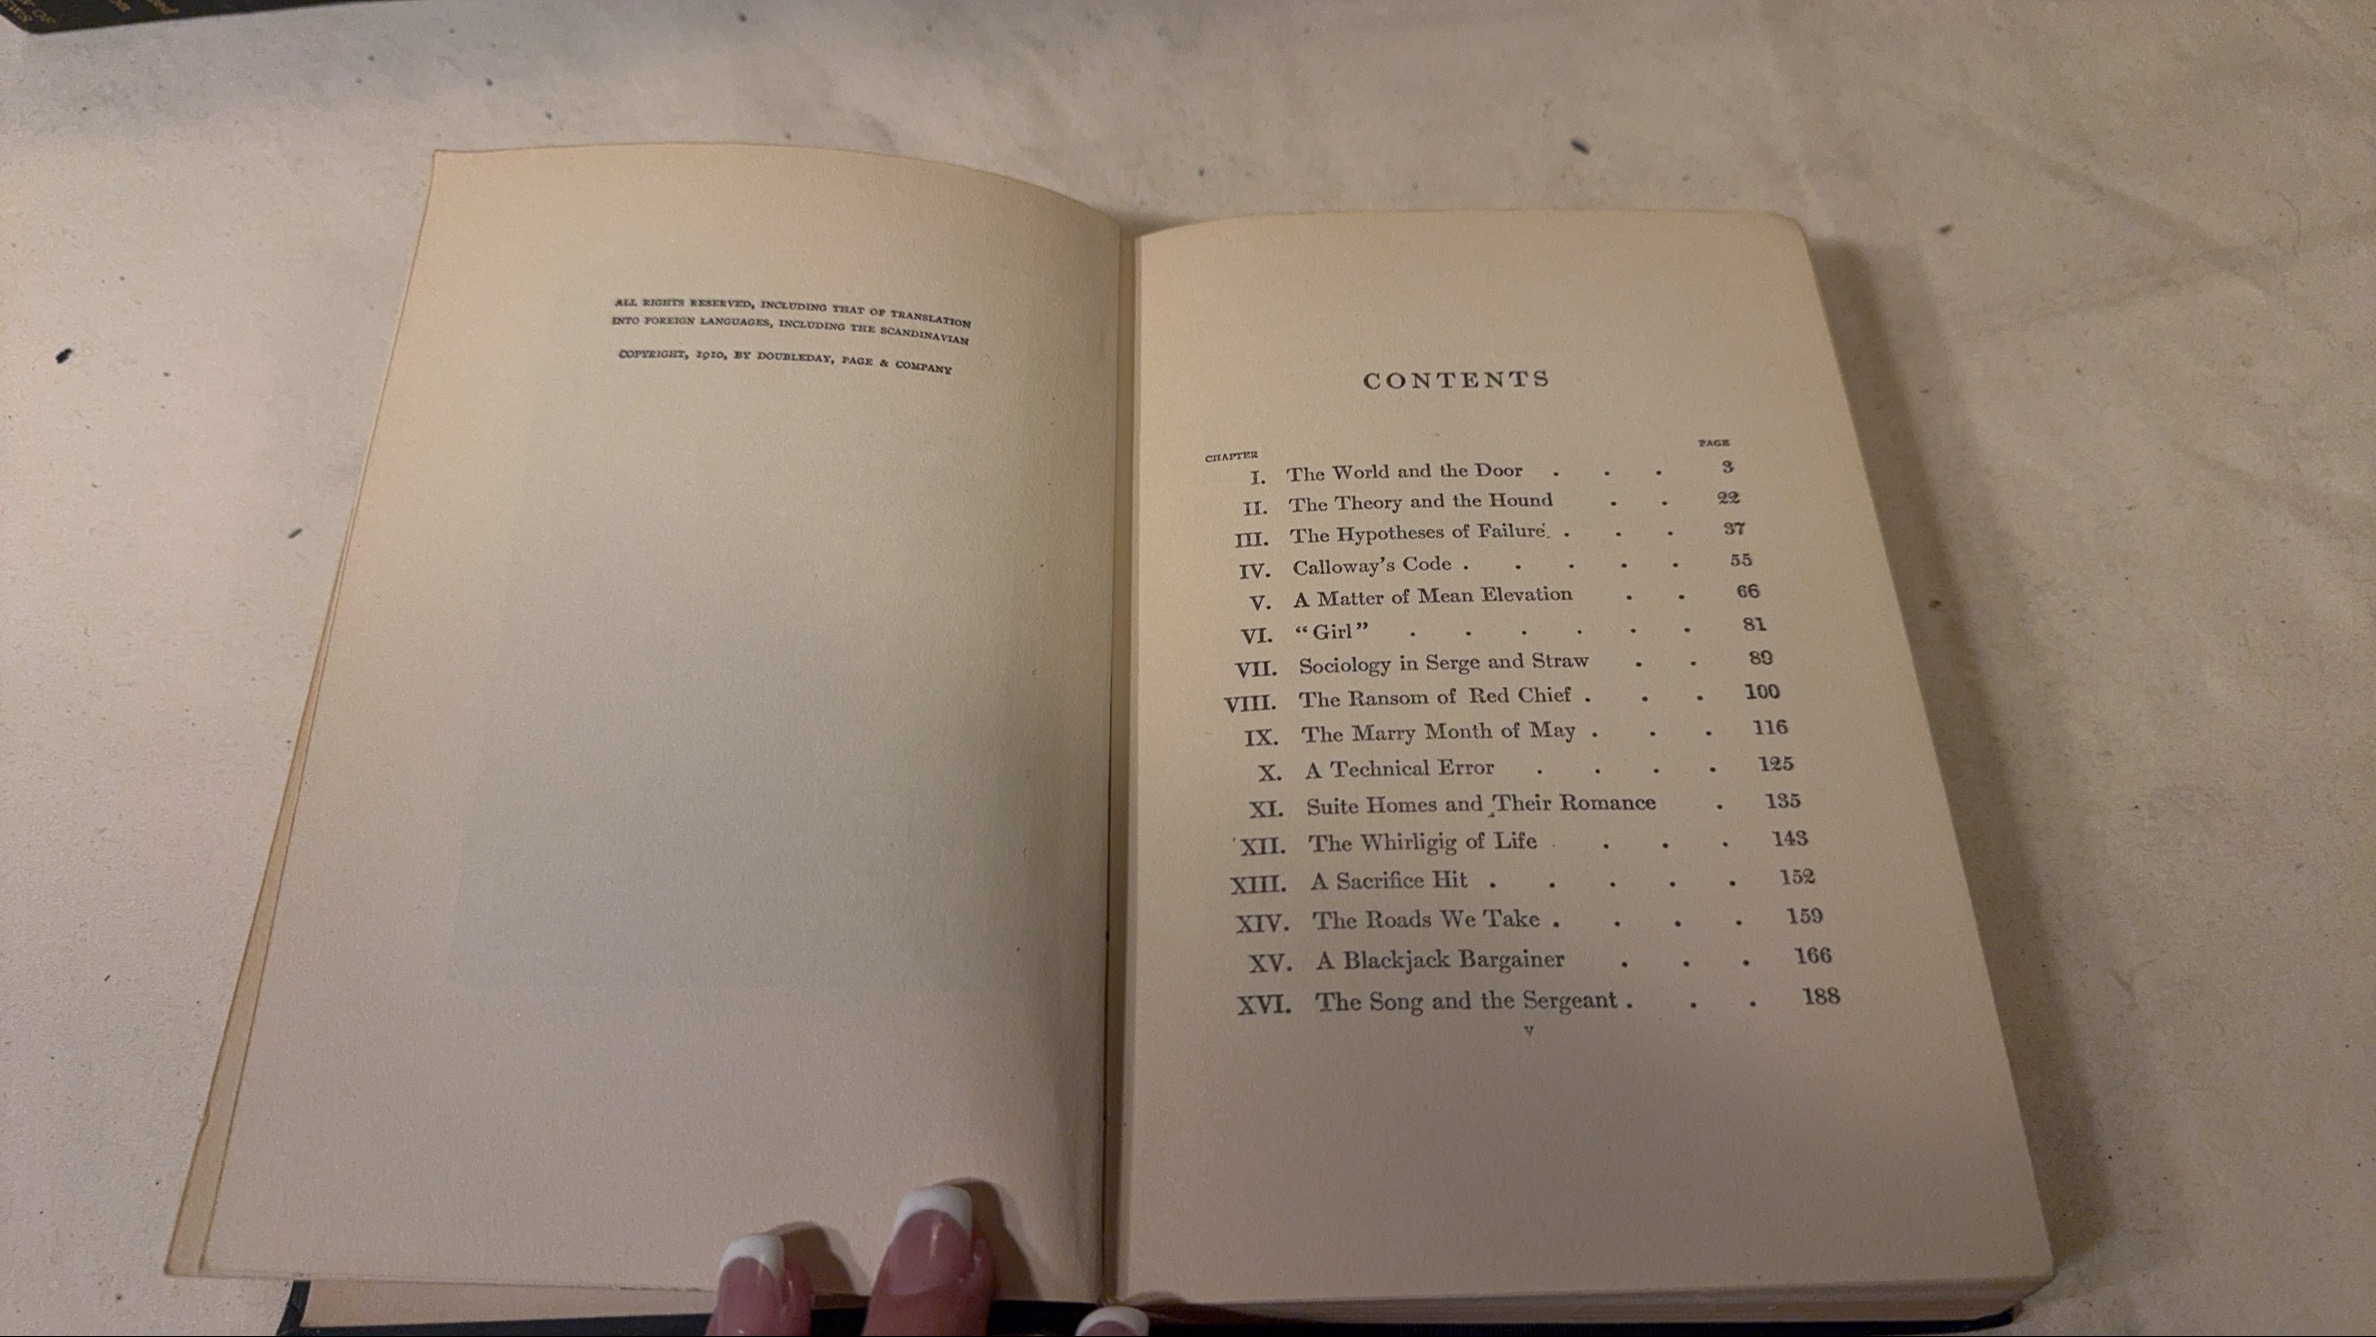 ALL RIGHTS RESERVED, INCLUDING THAT OF TRANSLATION
INTO FOREIGN LANGUAGES, INCLUDING THE SCANDINAVIAN
COPYRIGHT, 1910, BY DOUBLEDAY, PAGE & COMPANY
CONTENTS
CHAPTER PAGE
I. The World and the Door . . . 3
II. The Theory and the Hound . . 22
III. The Hypotheses of Failure . . . 37
IV. Calloway's Code . . . . . 55
V. A Matter of Mean Elevation . . 66
VI. "Girl" . . . . . . 81
VII. Sociology in Serge and Straw . . 89
VIII. The Ransom of Red Chief . . . 100
IX. The Marry Month of May . . . 116
X. A Technical Error . . . . 125
XI. Suite Homes and Their Romance . 135
XII. The Whirligig of Life . . . 143
XIII. A Sacrifice Hit . . . . . 152
XIV. The Roads We Take . . . . 159
XV. A Blackjack Bargainer . . . 166
XVI. The Song and the Sergeant . . . 188
v